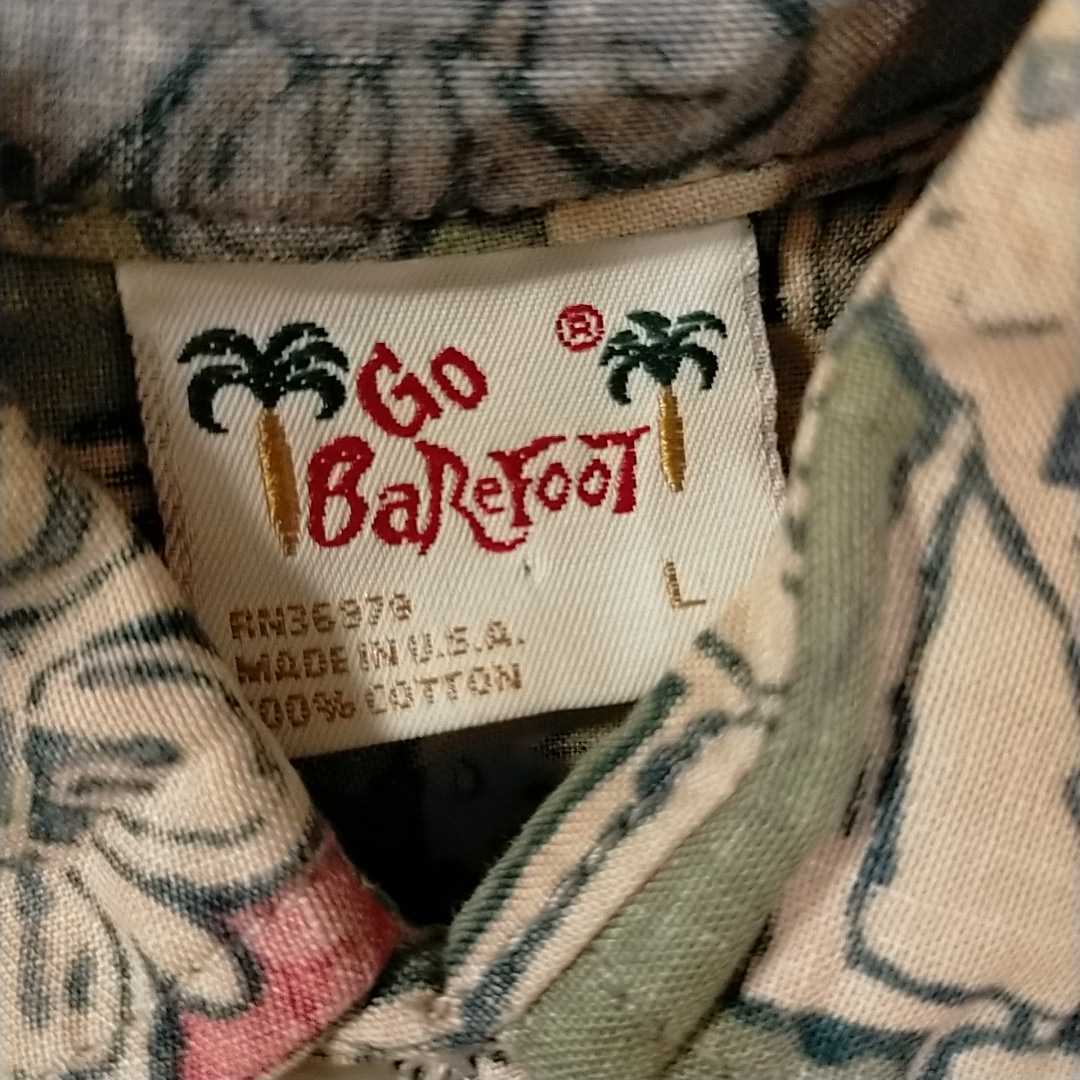 Go ®
BaReFooT
L
RN36978
MADE IN U.S.A.
100% COTTON